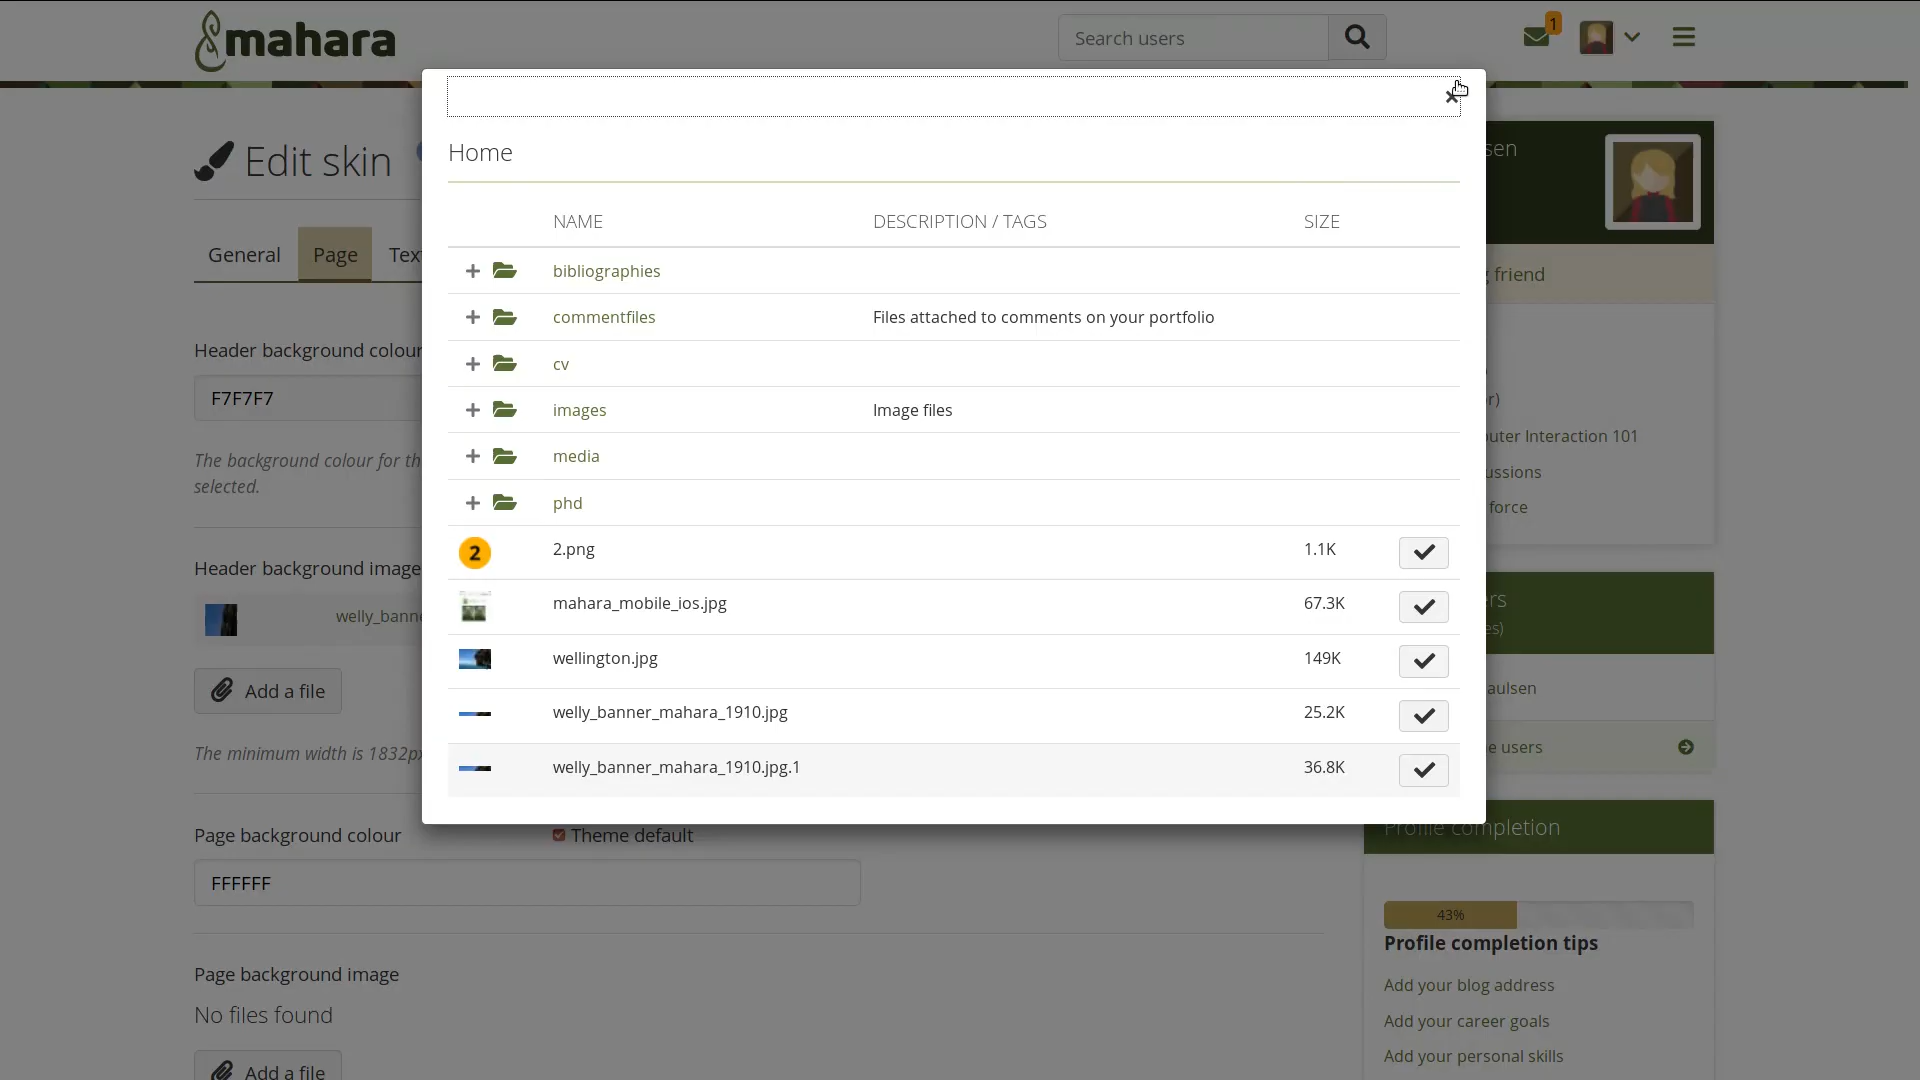 mahara
Search users
1
Edit skin
General
Page
Tex
Header background colour
F7F7F7
The background colour for th
selected.
Header background image
welly_bann
Add a file
The minimum width is 1832px
Page background colour
Theme default
FFFFFF
Page background image
No files found
Add a file
×
Home
NAME
DESCRIPTION / TAGS
SIZE
bibliographies
commentfiles
Files attached to comments on your portfolio
cv
images
Image files
media
phd
2
2.png
1.1K
mahara_mobile_ios.jpg
67.3K
wellington.jpg
149K
welly_banner_mahara_1910.jpg
25.2K
welly_banner_mahara_1910.jpg.1
36.8K
sen
friend
r)
uter Interaction 101
ussions
force
rs
es)
aulsen
e users
Profile completion
43%
Profile completion tips
Add your blog address
Add your career goals
Add your personal skills